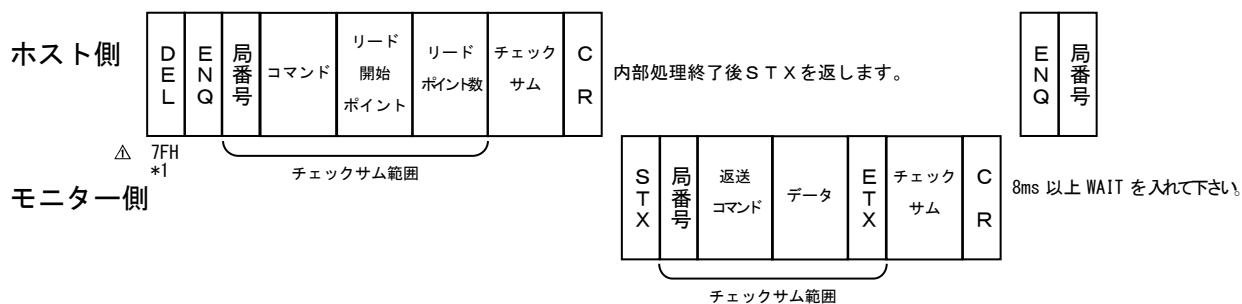 ホスト側
DEL
ENQ
局番号
コマンド
リード
開始
ポイント
リード
ポイント数
チェック
サム
CR
内部処理終了後STXを返します。
ENQ
局番号
⚠ 7FH
*1
チェックサム範囲
モニター側
STX
局番号
返送
コマンド
データ
ETX
チェック
サム
CR
8ms 以上 WAIT を入れて下さい。
チェックサム範囲